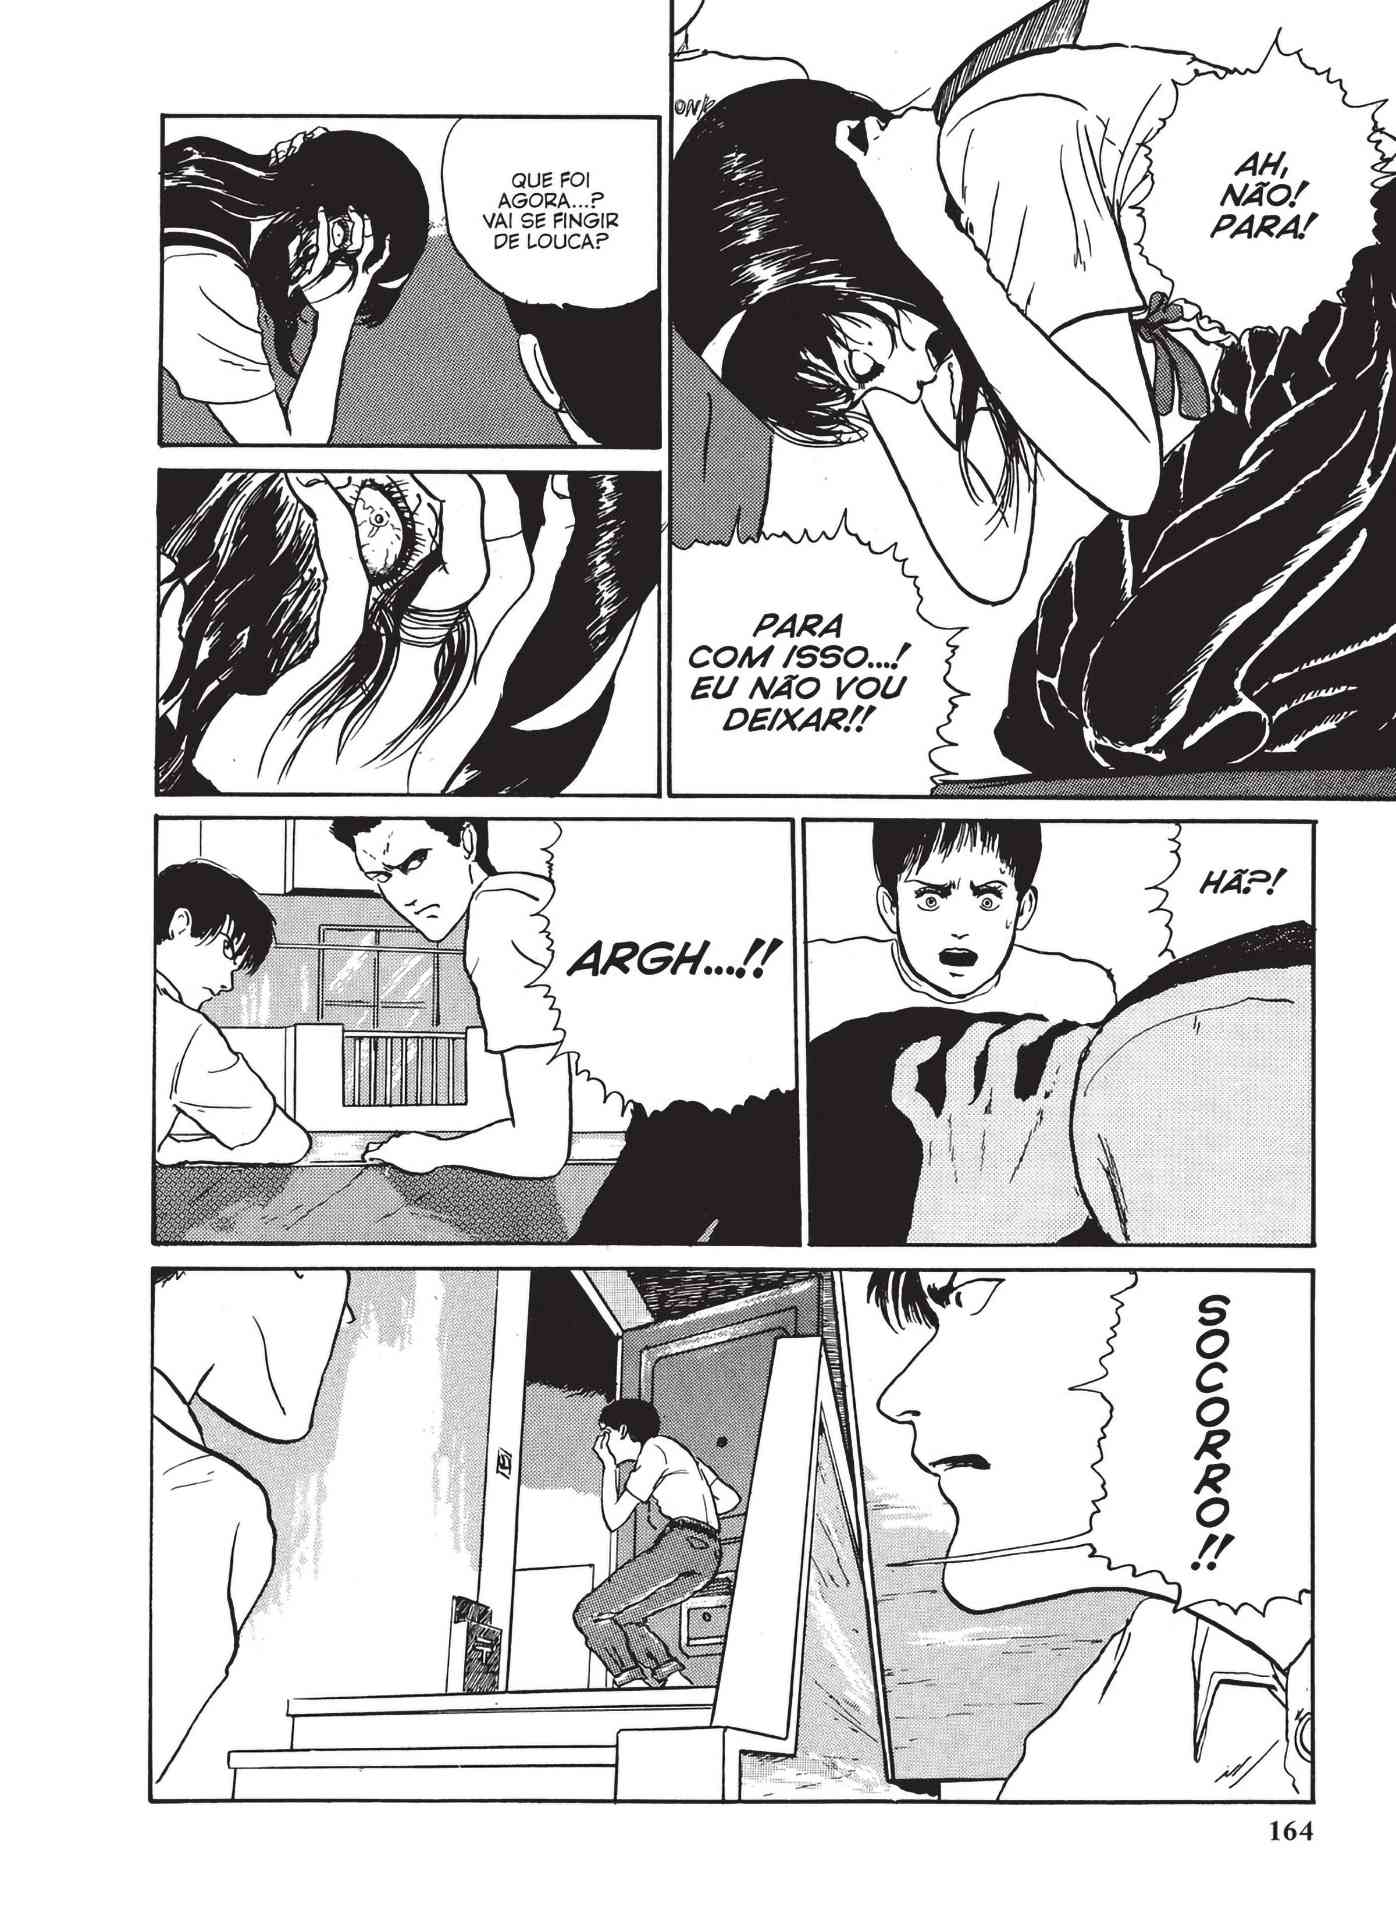 AH,
NÃO!
PARA!
PARA
COM ISSO...!
EU NÃO VOU
DEIXAR!!
QUE FOI
AGORA...?
VAI SE FINGIR
DE LOUCA?
HÃ?!
ARGH...!!
SOCORRO!!
〒
164